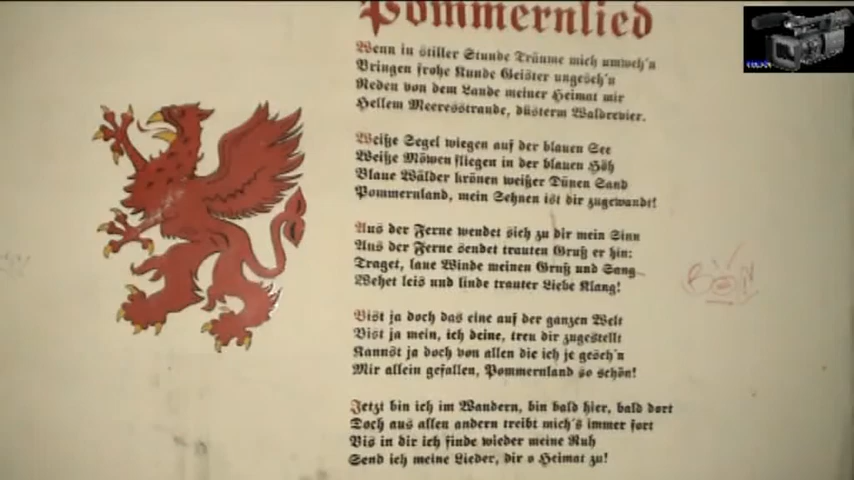 Pommernlied
Wenn in stiller Stunde Träume mich umweh'n
Bringen frohe Kunde Geister ungeseh'n
Reden von dem Lande meiner Heimat mir
Hellem Meeresstrande, düsterm Waldrevier.
Weiße Segel wiegen auf der blauen See
Weiße Möwen fliegen in der blauen Höh
Blaue Wälder krönen weißer Dünen Sand
Pommernland, mein Sehnen ist dir zugewandt!
Aus der Ferne wendet sich zu dir mein Sinn
Aus der Ferne sendet trauten Gruß er hin:
Traget, laue Winde meinen Gruß und Sang
Wehet leis und linde trauter Liebe Klang!
Bist ja doch das eine auf der ganzen Welt
Bist ja mein, ich deine, treu dir zugestellt
Kannst ja doch von allen die ich je geseh'n
Mir allein gefallen, Pommernland so schön!
Jetzt bin ich im Wandern, bin bald hier, bald dort
Doch aus allen andern treibt mich's immer fort
Bis in dir ich finde wieder meine Ruh
Send ich meine Lieder, dir o Heimat zu!